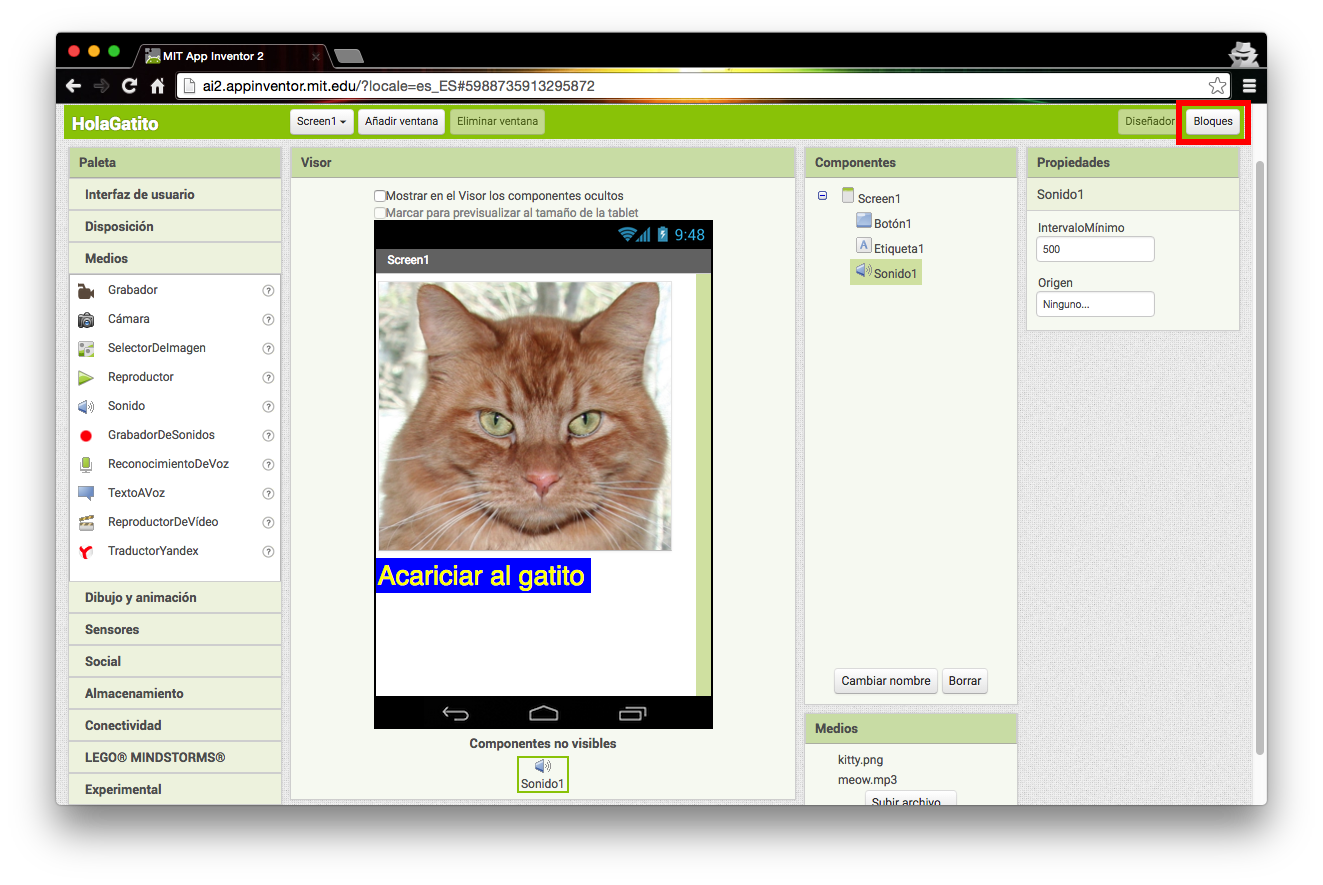 MIT App Inventor 2
ai2.appinventor.mit.edu/?locale=es_ES#5988735913295872
HolaGatito
Screen1
Añadir ventana
Eliminar ventana
Diseñador
Bloques
Paleta
Interfaz de usuario
Disposición
Medios
Grabador
?
Cámara
?
SelectorDeImagen
?
Reproductor
?
Sonido
?
GrabadorDeSonidos
?
ReconocimientoDeVoz
?
TextoAVoz
?
ReproductorDeVídeo
?
TraductorYandex
?
Dibujo y animación
Sensores
Social
Almacenamiento
Conectividad
LEGO® MINDSTORMS®
Experimental
Visor
Mostrar en el Visor los componentes ocultos
Marcar para previsualizar al tamaño de la tablet
9:48
Screen1
Acariciar al gatito
Componentes no visibles
Sonido1
Componentes
Screen1
Botón1
A
Etiqueta1
Sonido1
Cambiar nombre
Borrar
Medios
kitty.png
meow.mp3
Subir archivo...
Propiedades
Sonido1
IntervaloMínimo
500
Origen
Ninguno...